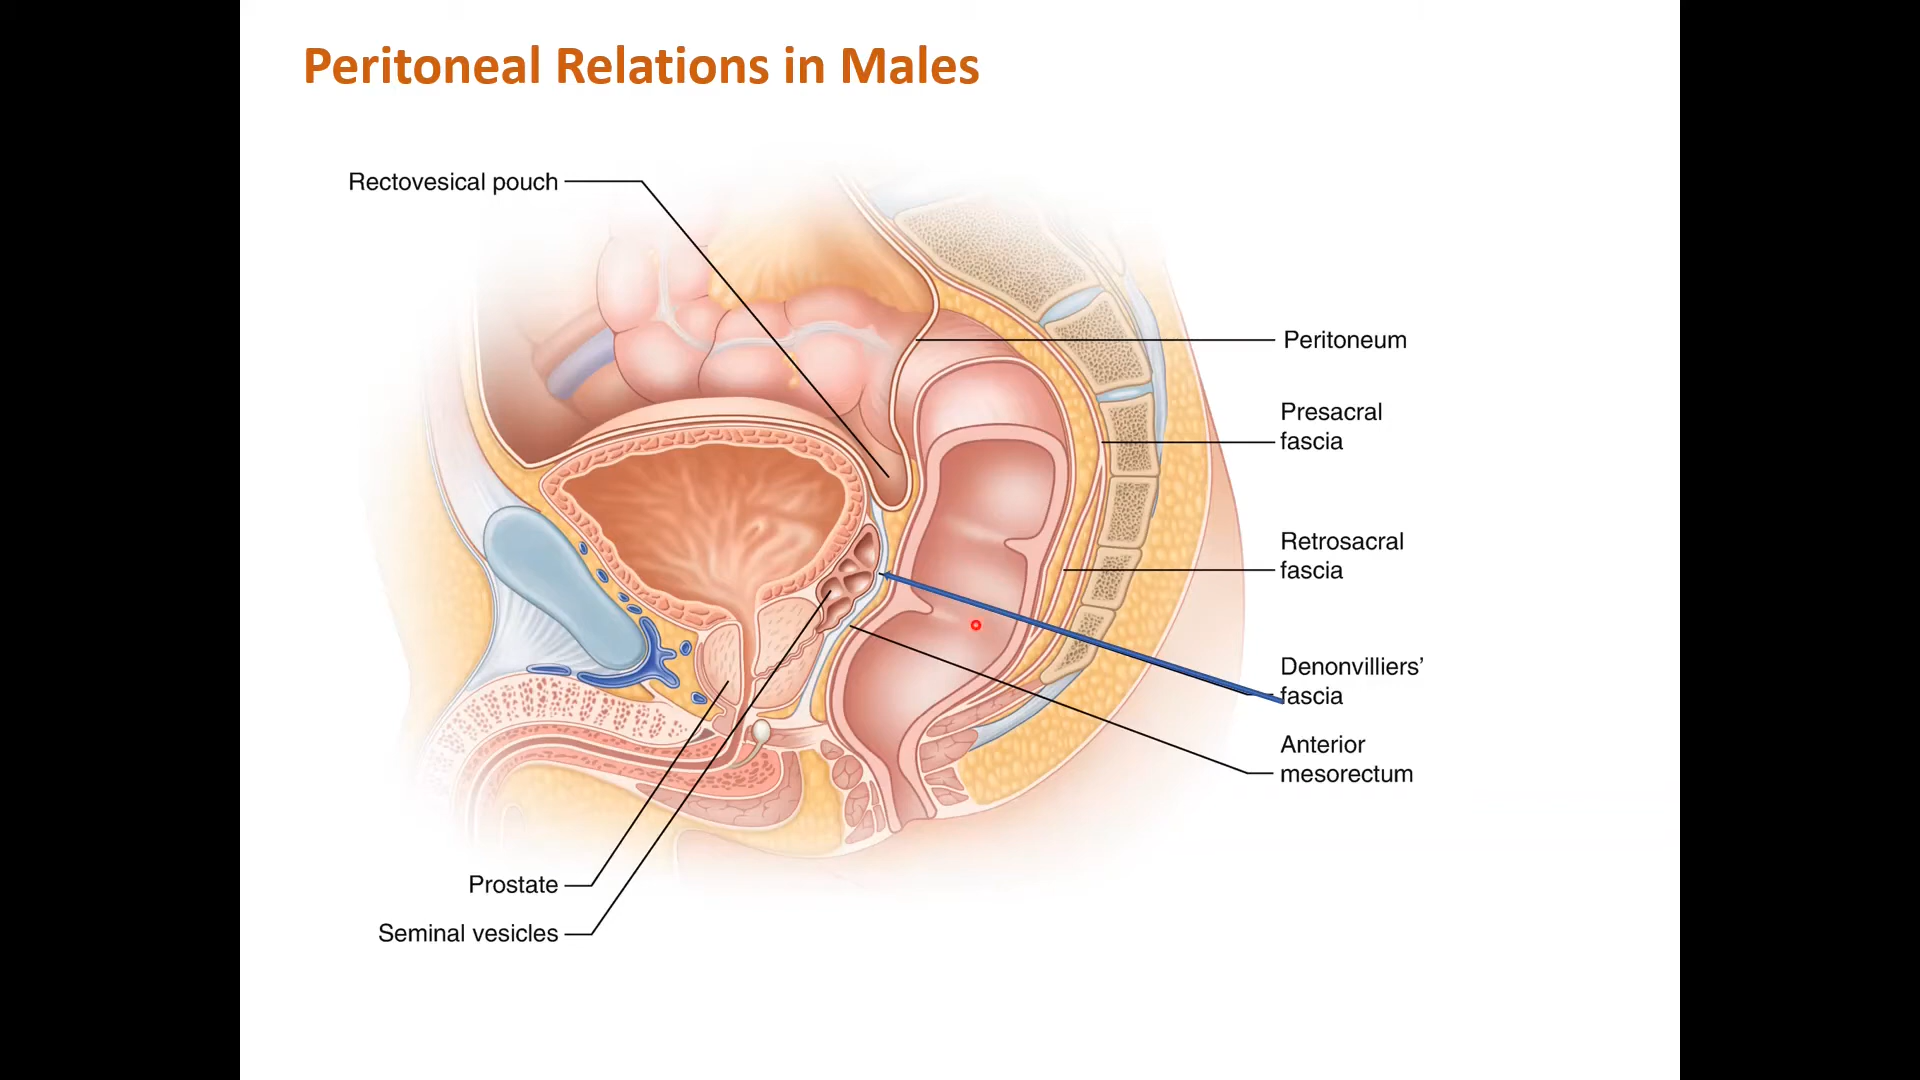 Peritoneal Relations in Males
Rectovesical pouch
Peritoneum
Presacral
fascia
Retrosacral
fascia
Denonvilliers’
fascia
Anterior
mesorectum
Prostate
Seminal vesicles